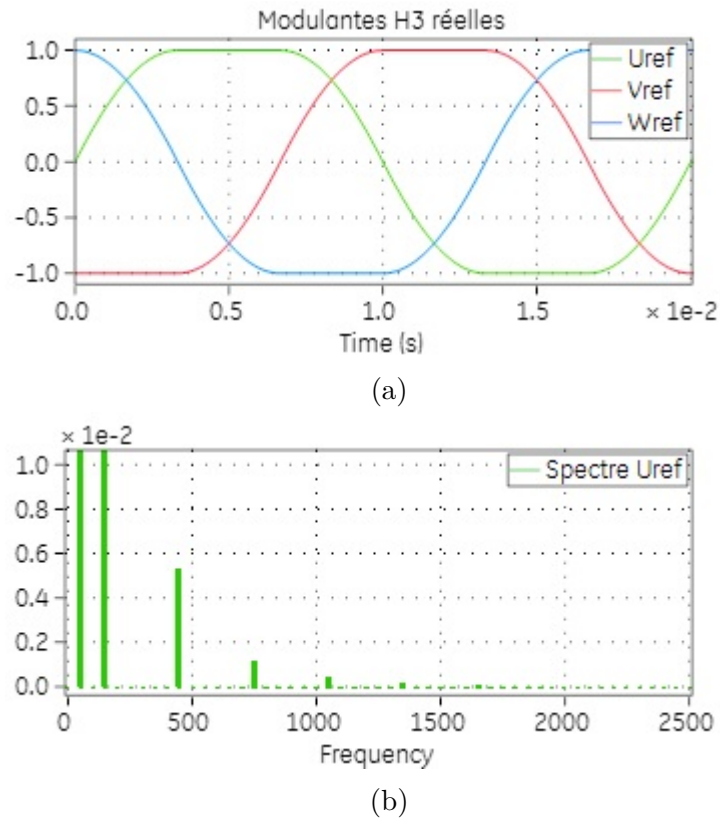 Modulantes H3 réelles
1.0
0.5
0.0
-0.5
-1.0
Uref
Vref
Wref
0.0 0.5 1.0 1.5 × 1e-2
Time (s)
(a)
× 1e-2
1.0
0.8
0.6
0.4
0.2
0.0
Spectre Uref
0 500 1000 1500 2000 2500
Frequency
(b)